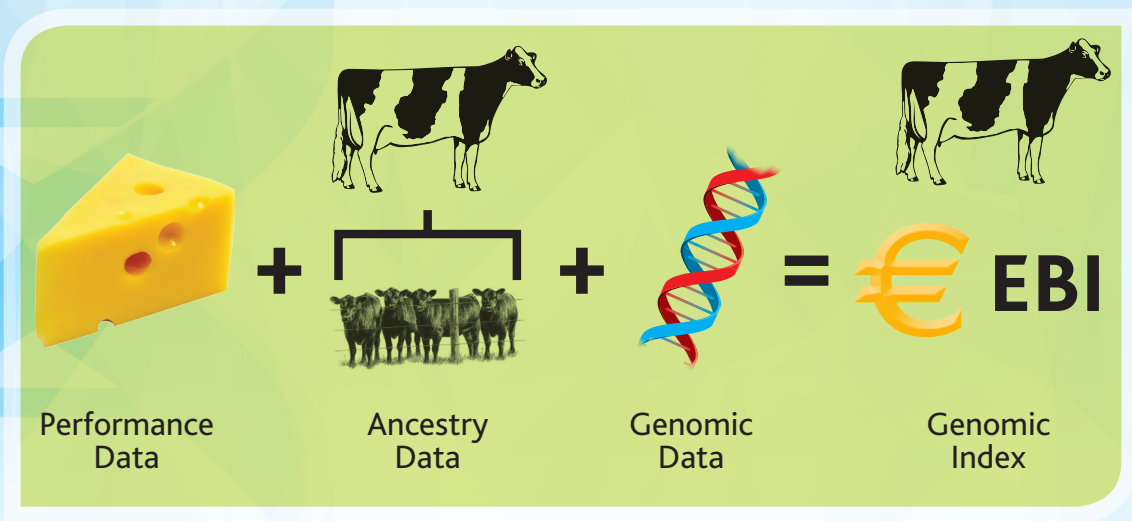 +
+
=
€ EBI
Performance
Data
Ancestry
Data
Genomic
Data
Genomic
Index